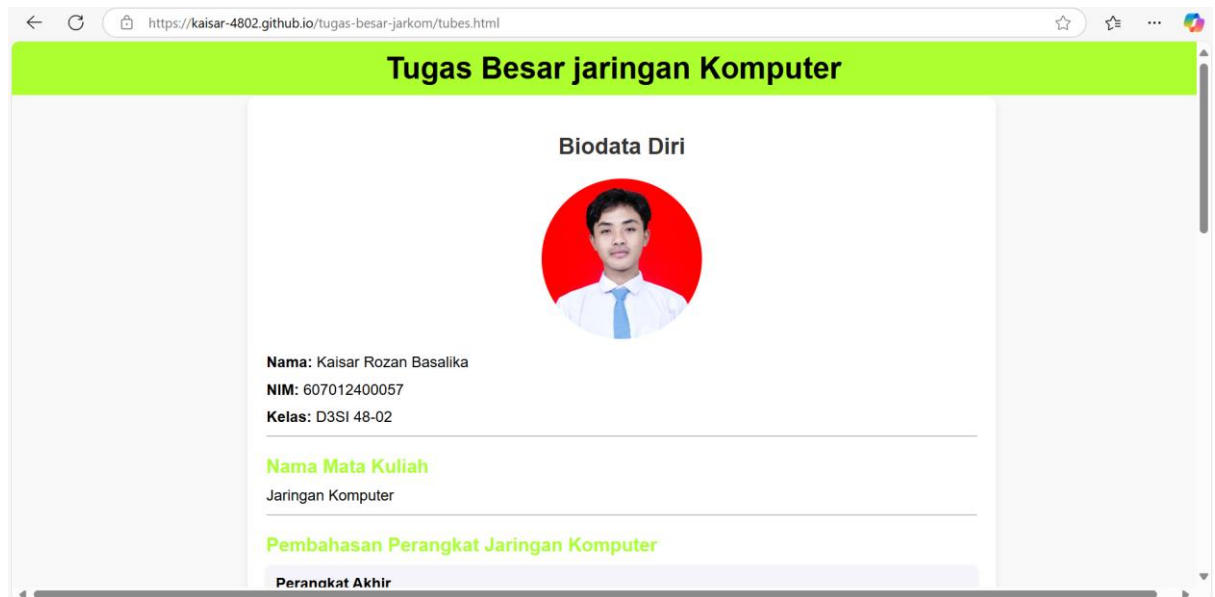 https://kaisar-4802.github.io/tugas-besar-jarkom/tubes.html
Tugas Besar jaringan Komputer
Biodata Diri
Nama: Kaisar Rozan Basalika
NIM: 607012400057
Kelas: D3SI 48-02
Nama Mata Kuliah
Jaringan Komputer
Pembahasan Perangkat Jaringan Komputer
Perangkat Akhir